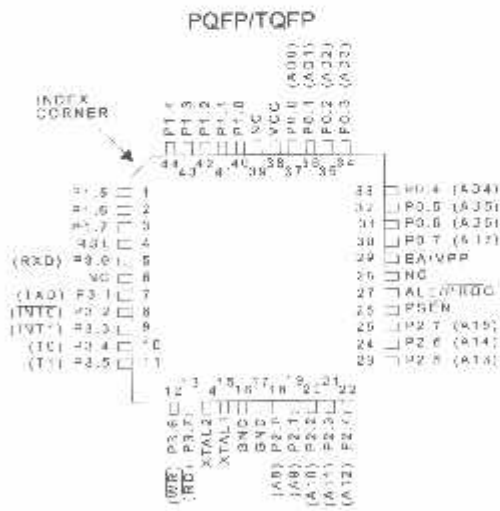 PQFP/TQFP
INDEX
CORNER
P1.4
P1.3
P1.2
P1.1
P1.0
NC
VCC
P0.0 (AD0)
P0.1 (AD1)
P0.2 (AD2)
P0.3 (AD3)
44
43
42
41
40
39
38
37
36
35
34
P1.5 1
P1.6 2
P1.7 3
RST 4
(RXD) P3.0 5
NC 6
(TXD) P3.1 7
(INT0) P3.2 8
(INT1) P3.3 9
(T0) P3.4 10
(T1) P3.5 11
33 P0.4 (AD4)
32 P0.5 (AD5)
31 P0.6 (AD6)
30 P0.7 (AD7)
29 EA/VPP
28 NC
27 ALE/PROG
26 PSEN
25 P2.7 (A15)
24 P2.6 (A14)
23 P2.5 (A13)
12
13
14
15
16
17
18
19
20
21
22
(WR) P3.6
(RD) P3.7
XTAL2
XTAL1
GND
GND
(A8) P2.0
(A9) P2.1
(A10) P2.2
(A11) P2.3
(A12) P2.4